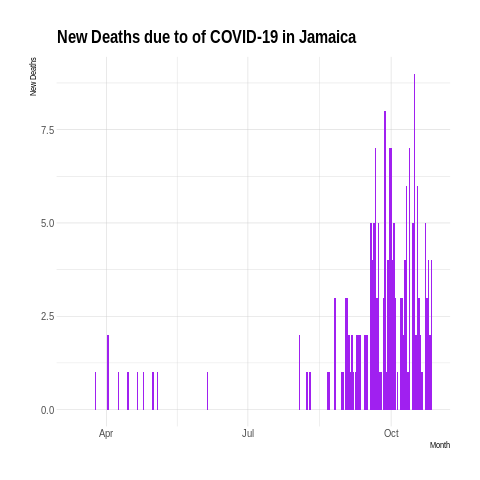 New Deaths due to of COVID-19 in Jamaica
New Deaths
7.5
5.0
2.5
0.0
Apr Jul Oct
Month